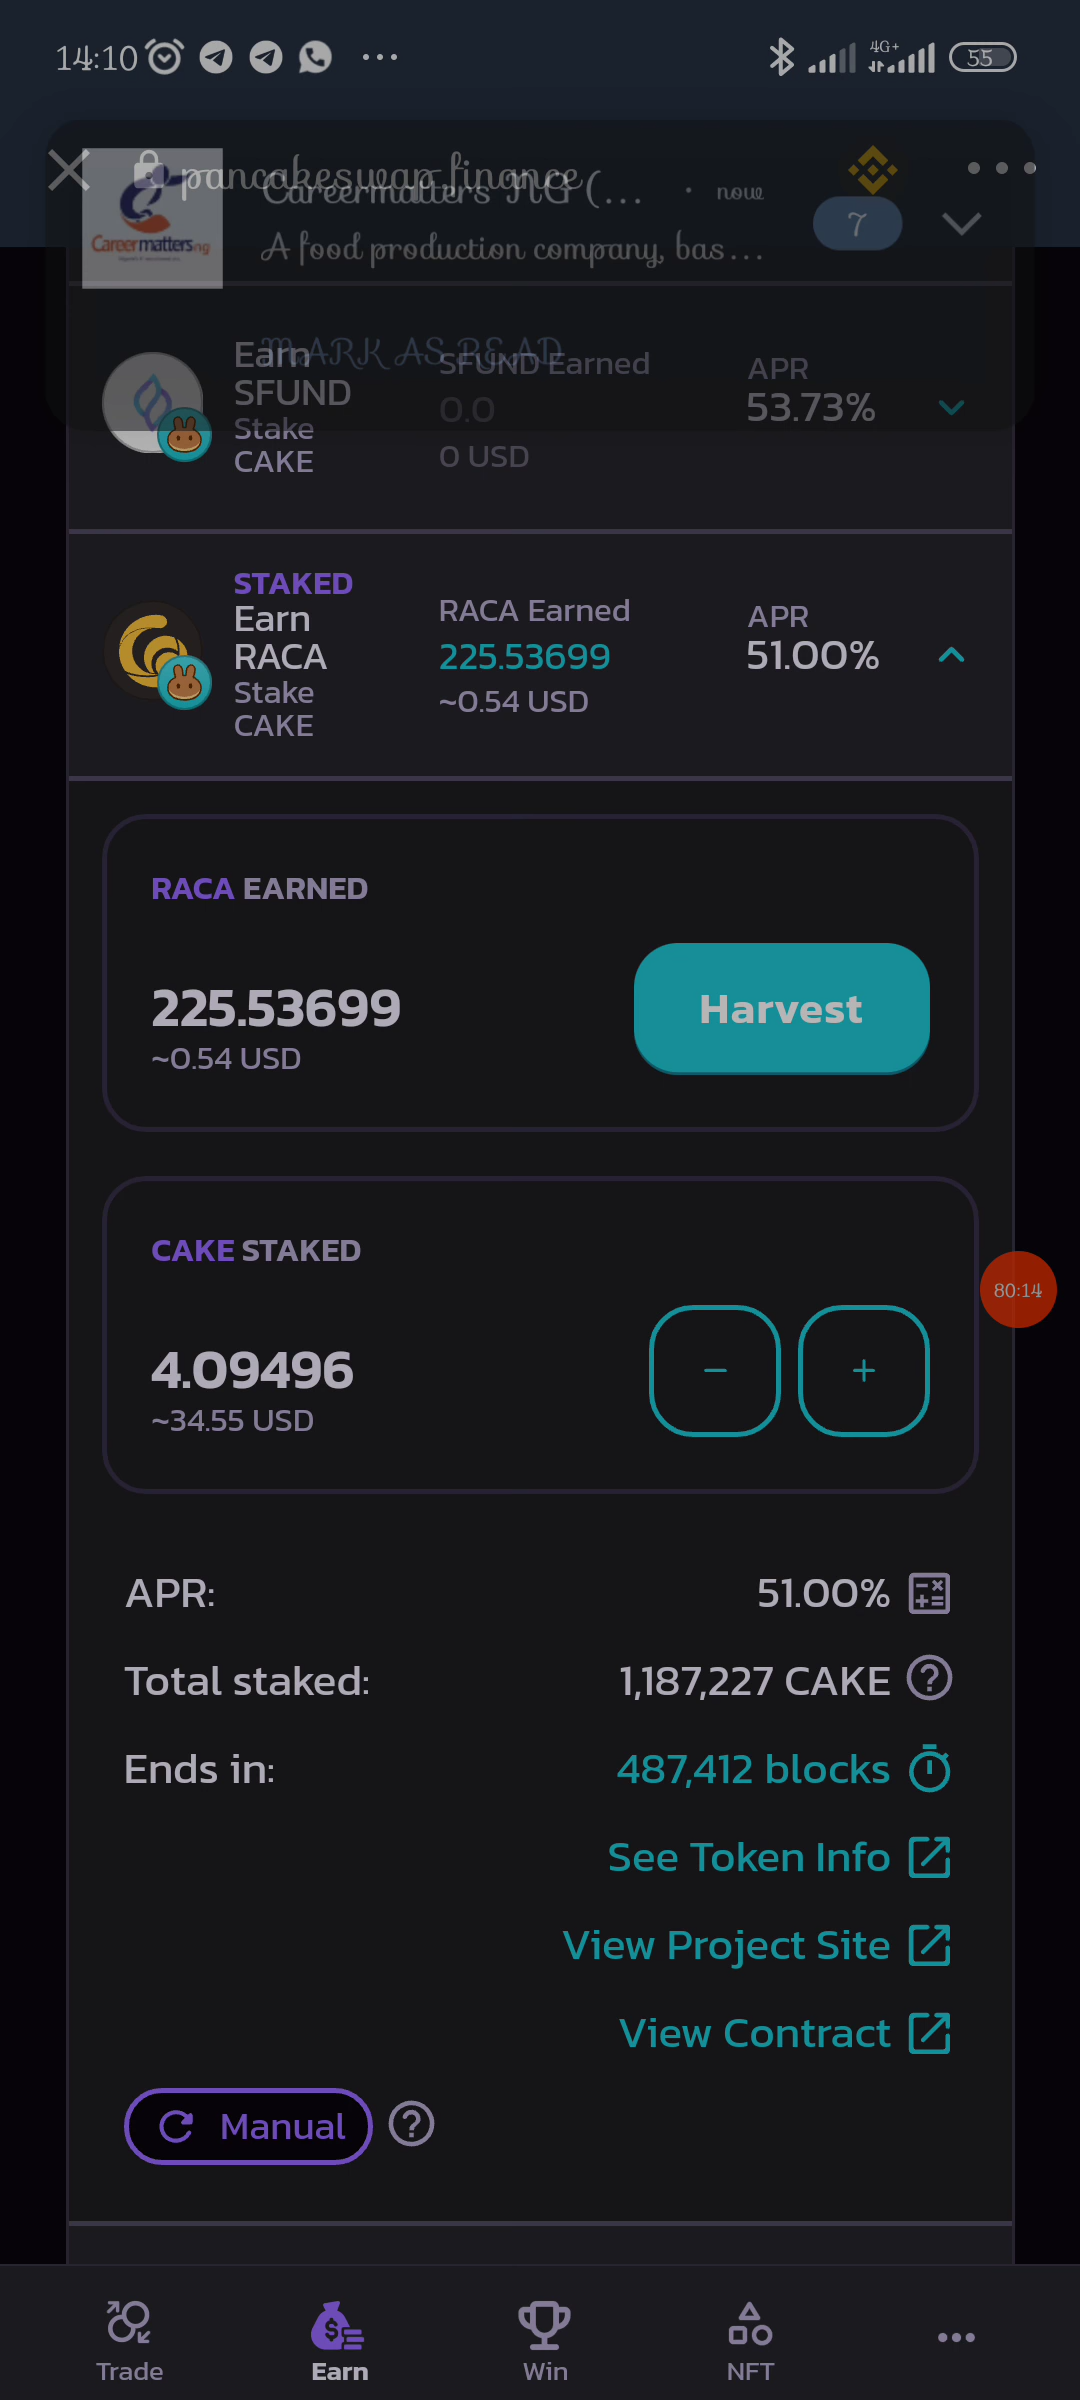 14:10 ... 4G+ 55
pancakeswap.finance
Careermatters NG (... · now
7
Careermatters
A food production company, bas...
MARK AS READ
Earn
SFUND
Stake
CAKE
SFUND Earned
0.0
0 USD
APR
53.73%
STAKED
Earn
RACA
Stake
CAKE
RACA Earned
225.53699
~0.54 USD
APR
51.00%
RACA EARNED
225.53699
~0.54 USD
Harvest
CAKE STAKED
4.09496
~34.55 USD
80:14
APR: 51.00%
Total staked: 1,187,227 CAKE
Ends in: 487,412 blocks
See Token Info
View Project Site
View Contract
Manual
Trade Earn Win NFT